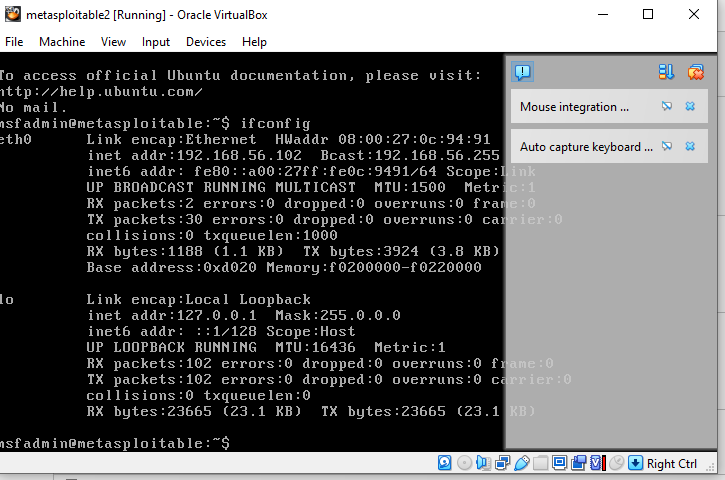 metasploitable2 [Running] - Oracle VirtualBox
File Machine View Input Devices Help
To access official Ubuntu documentation, please visit:
http://help.ubuntu.com/
No mail.
msfadmin@metasploitable:~$ ifconfig
eth0 Link encap:Ethernet HWaddr 08:00:27:0c:94:91
inet addr:192.168.56.102 Bcast:192.168.56.255
inet6 addr: fe80::a00:27ff:fe0c:9491/64 Scope:Link
UP BROADCAST RUNNING MULTICAST MTU:1500 Metric:1
RX packets:2 errors:0 dropped:0 overruns:0 frame:0
TX packets:30 errors:0 dropped:0 overruns:0 carrier:0
collisions:0 txqueuelen:1000
RX bytes:1188 (1.1 KB) TX bytes:3924 (3.8 KB)
Base address:0xd020 Memory:f0200000-f0220000
lo Link encap:Local Loopback
inet addr:127.0.0.1 Mask:255.0.0.0
inet6 addr: ::1/128 Scope:Host
UP LOOPBACK RUNNING MTU:16436 Metric:1
RX packets:102 errors:0 dropped:0 overruns:0 frame:0
TX packets:102 errors:0 dropped:0 overruns:0 carrier:0
collisions:0 txqueuelen:0
RX bytes:23665 (23.1 KB) TX bytes:23665 (23.1 KB)
msfadmin@metasploitable:~$
Mouse integration ...
Auto capture keyboard ...
Right Ctrl